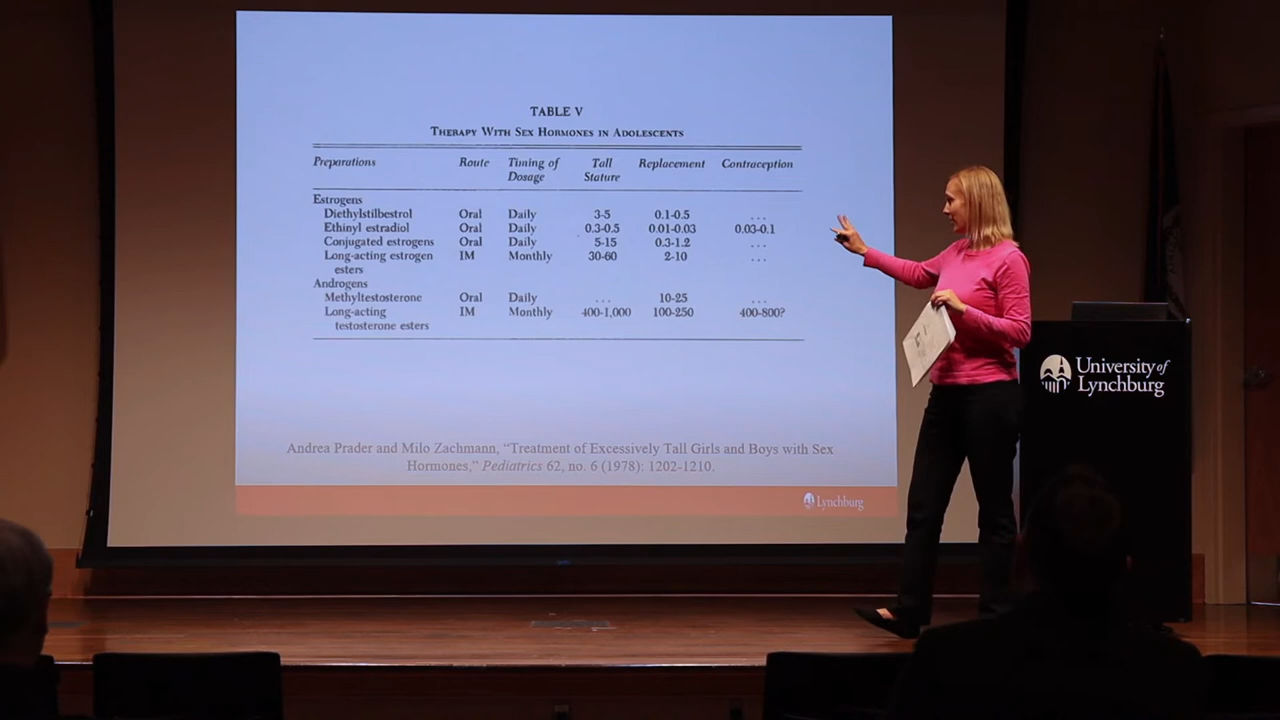 TABLE V
THERAPY WITH SEX HORMONES IN ADOLESCENTS
Preparations Route Timing of Dosage Tall Stature Replacement Contraception
Estrogens
Diethylstilbestrol Oral Daily 3-5 0.1-0.5 ...
Ethinyl estradiol Oral Daily 0.3-0.5 0.01-0.03 0.03-0.1
Conjugated estrogens Oral Daily 5-15 0.3-1.2 ...
Long-acting estrogen IM Monthly 30-60 2-10 ...
esters
Androgens
Methyltestosterone Oral Daily ... 10-25 ...
Long-acting IM Monthly 400-1,000 100-250 400-800?
testosterone esters
Andrea Prader and Milo Zachmann, “Treatment of Excessively Tall Girls and Boys with Sex
Hormones,” Pediatrics 62, no. 6 (1978): 1202-1210.
Lynchburg
University of
Lynchburg